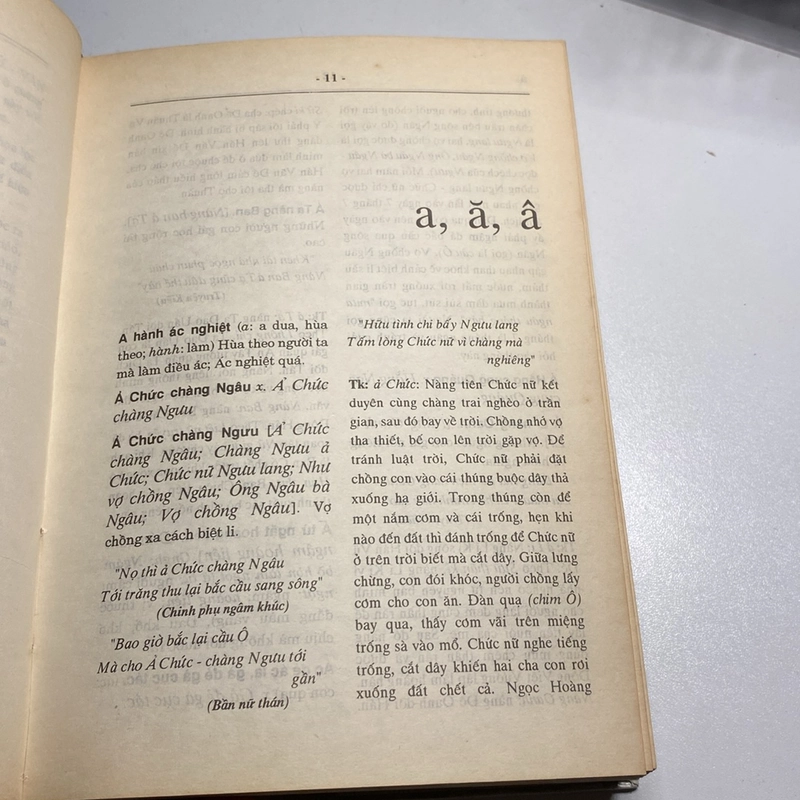 - 11 -
a, ă, â
A hành ác nghiệt (a: a dua, hùa
theo; hành: làm) Hùa theo người ta
mà làm điều ác; Ác nghiệt quá.
Ả Chức chàng Ngâu x. Ả Chức
chàng Ngưu
Ả Chức chàng Ngưu [Ả Chức
chàng Ngâu; Chàng Ngưu ả
Chức; Chức nữ Ngưu lang; Như
vợ chồng Ngâu; Ông Ngâu bà
Ngâu; Vợ chồng Ngâu]. Vợ
chồng xa cách biệt li.
"Nọ thì ả Chức chàng Ngâu
Tới trăng thu lại bắc cầu sang sông"
(Chinh phụ ngâm khúc)
"Bao giờ bắc lại cầu Ô
Mà cho Ả Chức - chàng Ngưu tới
gần"
(Bần nữ thán)
"Hữu tình chi bấy Ngưu lang
Tấm lòng Chức nữ vì chàng mà
nghiêng"
Tk: ả Chức: Nàng tiên Chức nữ kết
duyên cùng chàng trai nghèo ở trần
gian, sau đó bay về trời. Chồng nhớ vợ
tha thiết, bế con lên trời gặp vợ. Để
tránh luật trời, Chức nữ phải đặt
chồng con vào cái thúng buộc dây thả
xuống hạ giới. Trong thúng còn để
một nắm cơm và cái trống, hẹn khi
nào đến đất thì đánh trống để Chức nữ
ở trên trời biết mà cắt dây. Giữa lưng
chừng, con đói khóc, người chồng lấy
cơm cho con ăn. Đàn quạ (chim Ô)
bay qua, thấy cơm vãi trên miệng
trống sà vào mổ. Chức nữ nghe tiếng
trống, cắt dây khiến hai cha con rơi
xuống đất chết cả. Ngọc Hoàng